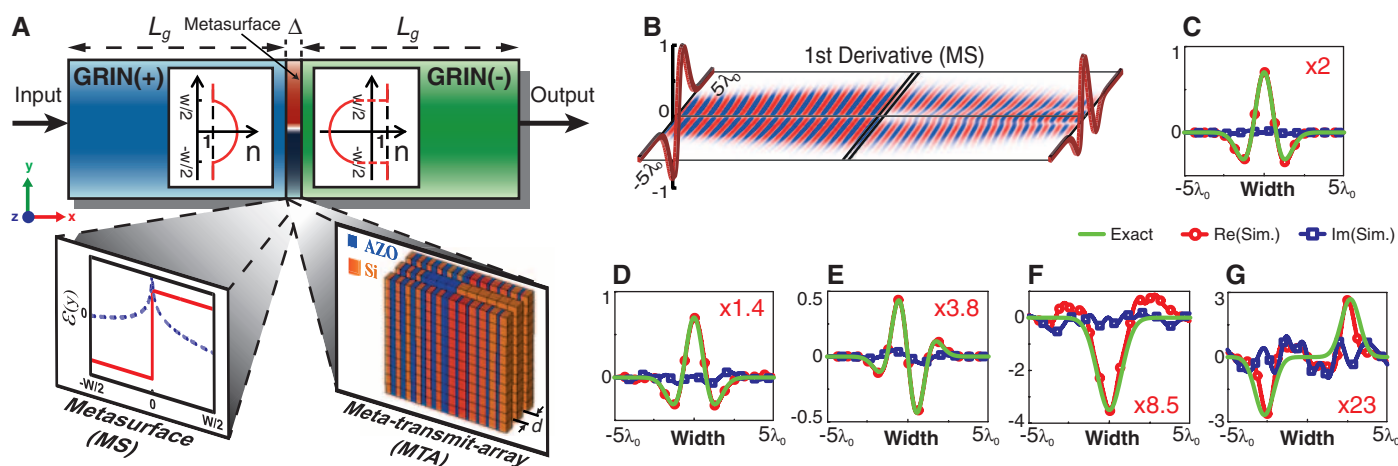 A
L_g
Metasurface
Δ
L_g
GRIN(+)
GRIN(-)
Input
Output
w/2
-w/2
1
n
w/2
-w/2
1
n
y
z
x
ε(y)
0
-W/2
0
W/2
Metasurface
(MS)
AZO
Si
d
Meta-transmit-array
(MTA)
B
1st Derivative (MS)
1
0
-1
5λ₀
-5λ₀
C
x2
1
0
-5λ₀
Width
5λ₀
Exact
Re(Sim.)
Im(Sim.)
D
x1.4
1
0
-5λ₀
Width
5λ₀
E
x3.8
0.5
0
-0.5
-5λ₀
Width
5λ₀
F
0
-1
-2
-3
-4
x8.5
-5λ₀
Width
5λ₀
G
3
0
-3
x23
-5λ₀
Width
5λ₀